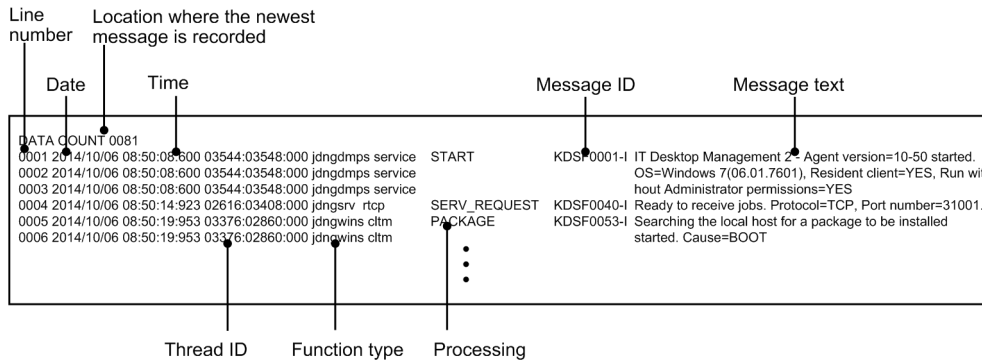 Line number
Location where the newest message is recorded
Date
Time
Message ID
Message text
DATA COUNT 0081
0001 2014/10/06 08:50:08:600 03544:03548:000 jdngdmps service START KDSF0001-I IT Desktop Management 2 - Agent version=10-50 started.
0002 2014/10/06 08:50:08:600 03544:03548:000 jdngdmps service OS=Windows 7(06.01.7601), Resident client=YES, Run wit
0003 2014/10/06 08:50:08:600 03544:03548:000 jdngdmps service hout Administrator permissions=YES
0004 2014/10/06 08:50:14:923 02616:03408:000 jdngsrv rtcp SERV_REQUEST KDSF0040-I Ready to receive jobs. Protocol=TCP, Port number=31001.
0005 2014/10/06 08:50:19:953 03376:02860:000 jdngwins cltm PACKAGE KDSF0053-I Searching the local host for a package to be installed
0006 2014/10/06 08:50:19:953 03376:02860:000 jdngwins cltm started. Cause=BOOT
Thread ID
Function type
Processing